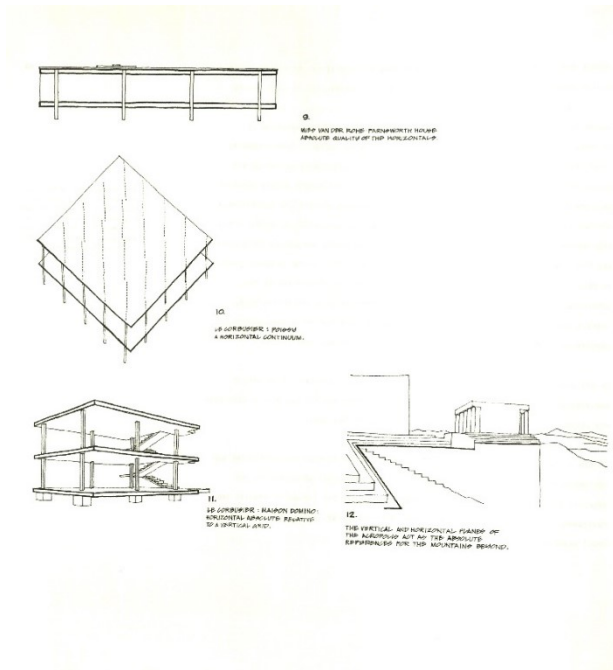 9.
MIES VAN DER ROHE FARNSWORTH HOUSE
ABSOLUTE QUALITY OF THE HORIZONTALS
10.
LE CORBUSIER : POISSY
A HORIZONTAL CONTINUUM.
11.
LE CORBUSIER : MAISON DOMINO:
HORIZONTAL ABSOLUTE RELATIVE
TO A VERTICAL GRID.
12.
THE VERTICAL AND HORIZONTAL PLANES OF
THE ACROPOLIS ACT AS THE ABSOLUTE
REFERENCES FOR THE MOUNTAINS BEYOND.